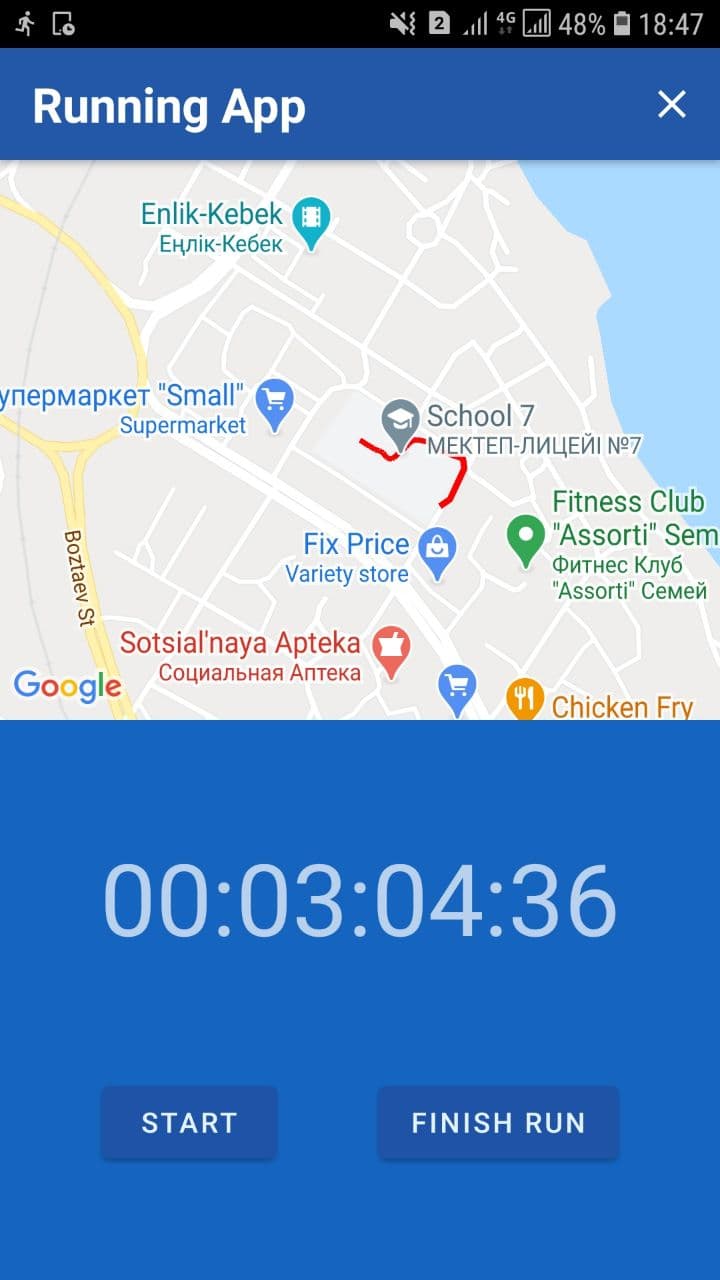 2 4G 48% 18:47
Running App
Enlik-Kebek
Еңлік-Кебек
упермаркет "Small"
Supermarket
School 7
МЕКТЕП-ЛИЦЕЙІ №7
Fitness Club
"Assorti" Sem
Фитнес Клуб
"Assorti" Семей
Fix Price
Variety store
Boztaev St
Sotsial'naya Apteka
Социальная Аптека
Google
Chicken Fry
00:03:04:36
START
FINISH RUN